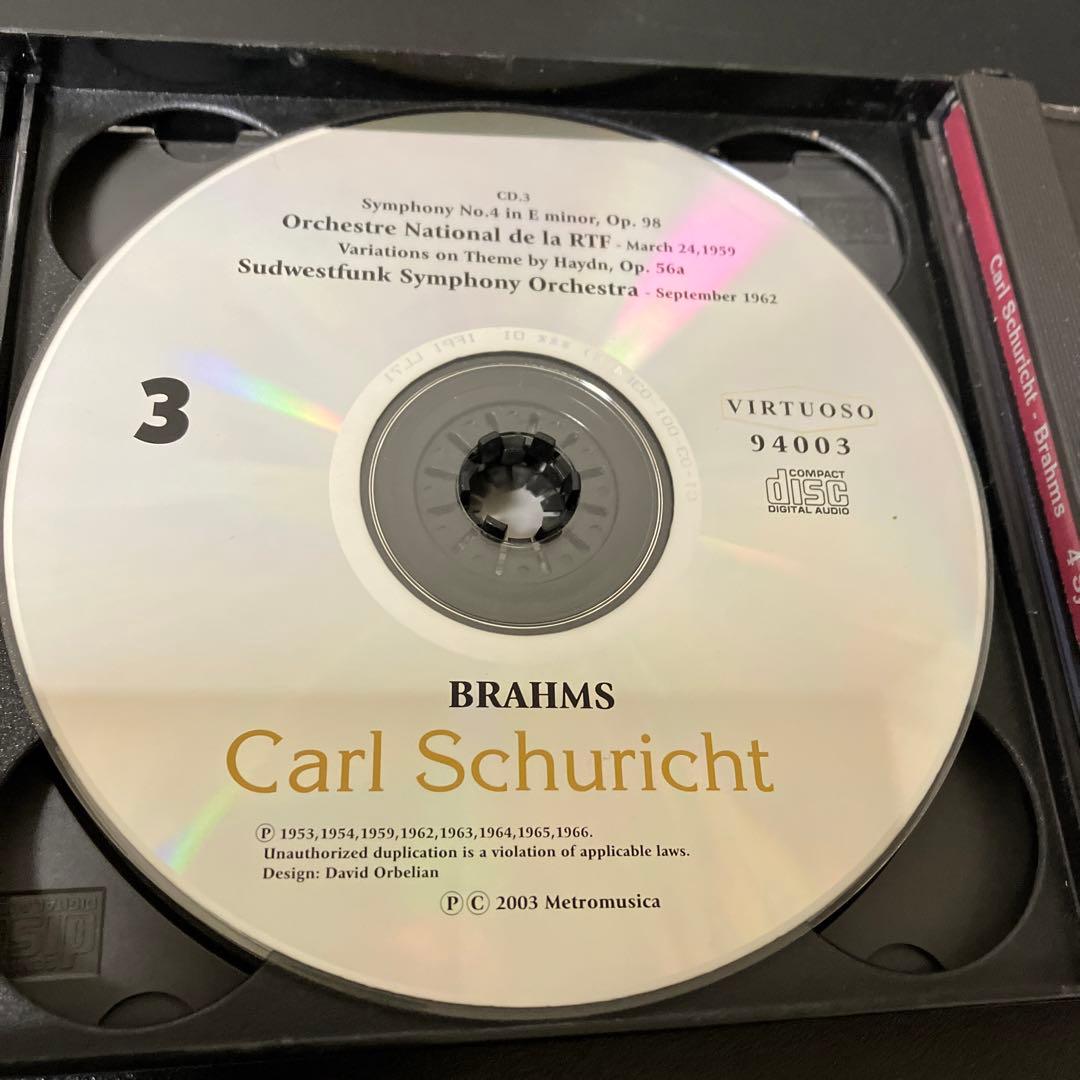 CD.3
Symphony No.4 in E minor, Op. 98
Orchestre National de la RTF - March 24,1959
Variations on Theme by Haydn, Op. 56a
Sudwestfunk Symphony Orchestra - September 1962
3
VIRTUOSO
94003
COMPACT
disc
DIGITAL AUDIO
BRAHMS
Carl Schuricht
Ⓟ 1953,1954,1959,1962,1963,1964,1965,1966.
Unauthorized duplication is a violation of applicable laws.
Design: David Orbelian
ⓅⒸ 2003 Metromusica
Carl Schuricht - Brahms 4